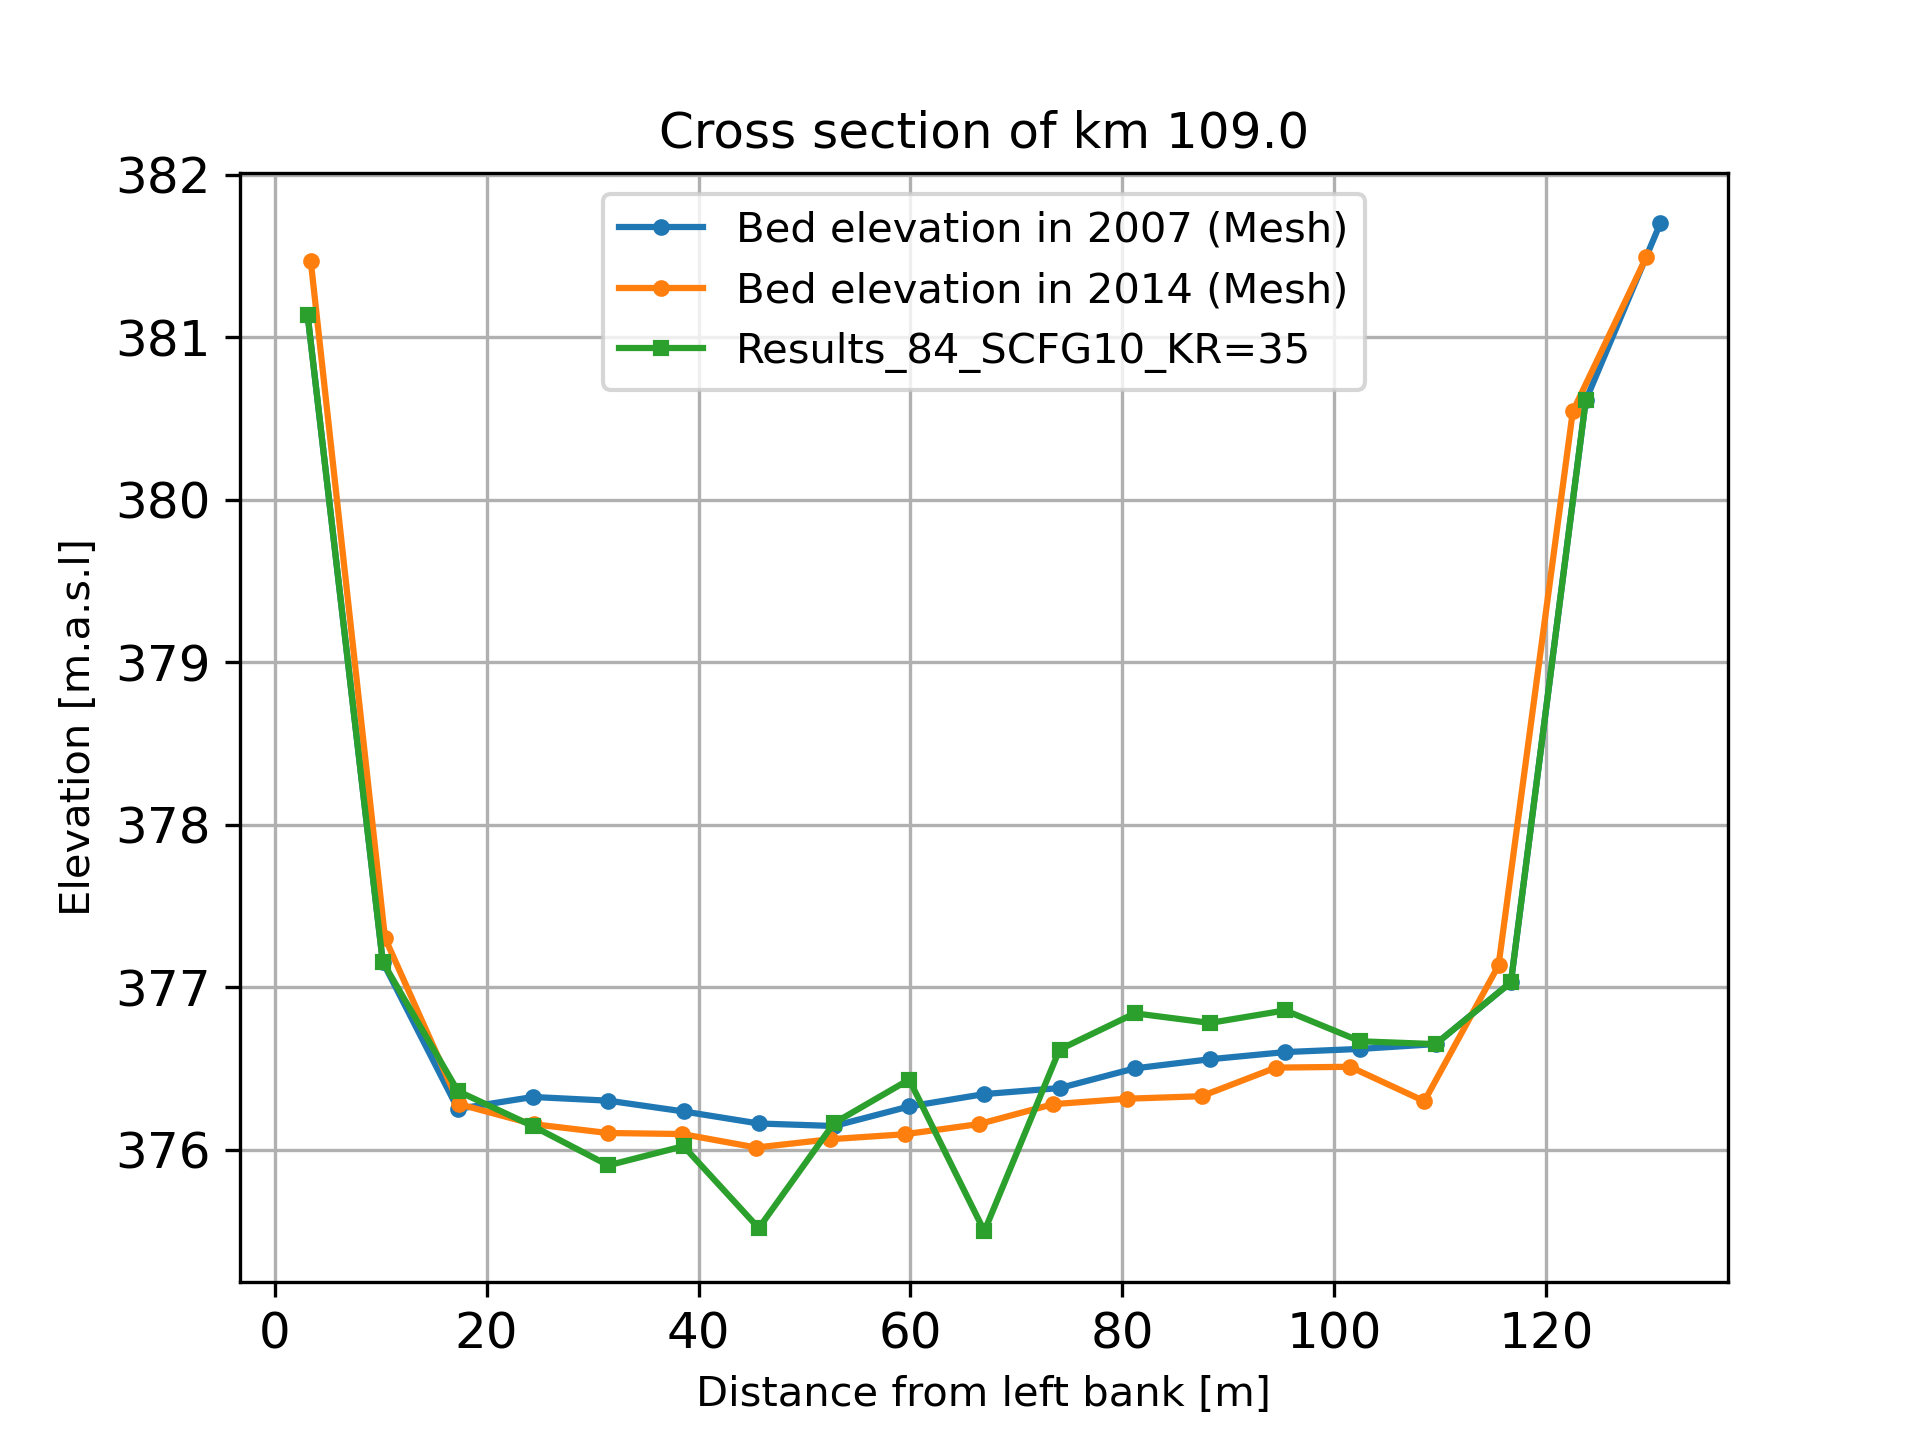 Cross section of km 109.0
382
381
380
379
378
377
376
Elevation [m.a.s.l]
Bed elevation in 2007 (Mesh)
Bed elevation in 2014 (Mesh)
Results_84_SCFG10_KR=35
0 20 40 60 80 100 120
Distance from left bank [m]